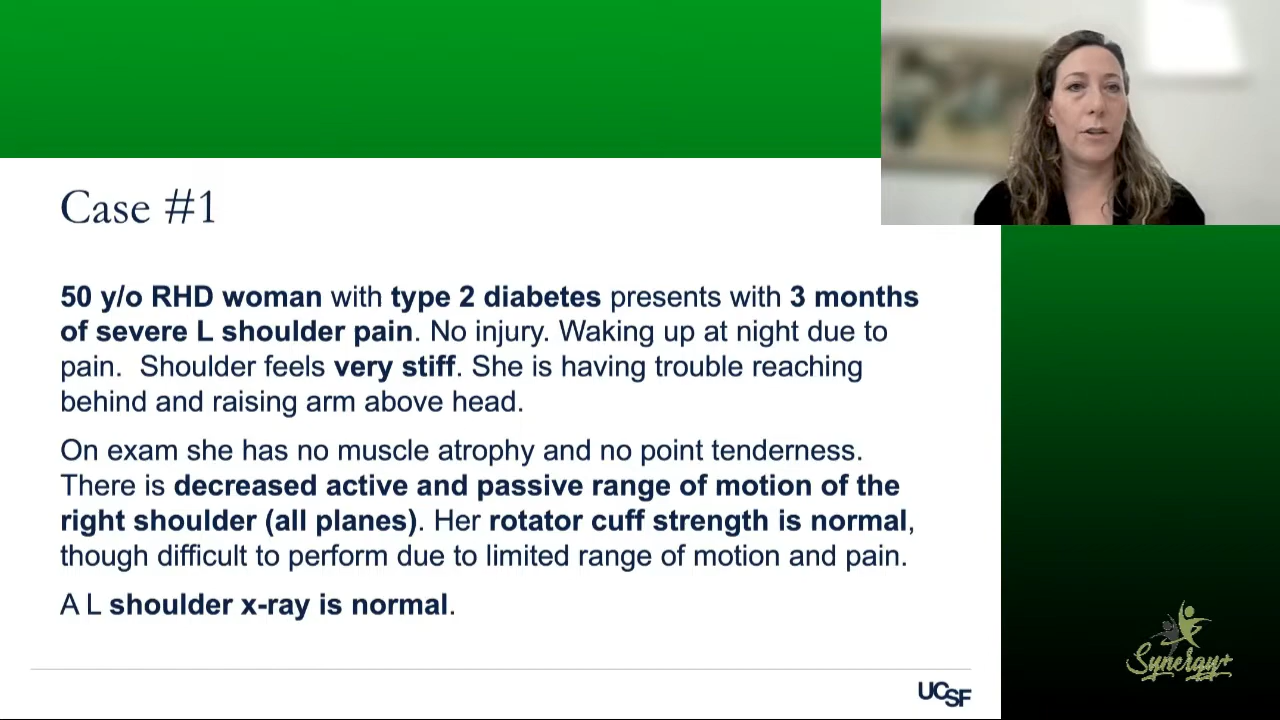 Case #1
50 y/o RHD woman with type 2 diabetes presents with 3 months
of severe L shoulder pain. No injury. Waking up at night due to
pain. Shoulder feels very stiff. She is having trouble reaching
behind and raising arm above head.
On exam she has no muscle atrophy and no point tenderness.
There is decreased active and passive range of motion of the
right shoulder (all planes). Her rotator cuff strength is normal,
though difficult to perform due to limited range of motion and pain.
A L shoulder x-ray is normal.
UCSF
Synergy+